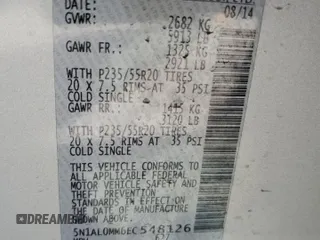 DATE: 08/14
GVWR: 2682 KG
5913 LB
GAWR FR.: 1325 KG
2921 LB
WITH P235/55R20 TIRES
20 x 7.5 RIMS AT 35 PSI
COLD SINGLE
GAWR RR.: 1415 KG
3120 LB
WITH P235/55R20 TIRES
20 x 7.5 RIMS AT 35 PSI
COLD SINGLE
THIS VEHICLE CONFORMS TO
ALL APPLICABLE FEDERAL
MOTOR VEHICLE SAFETY AND
THEFT PREVENTION
STANDARDS IN EFFECT ON
THE DATE OF MANUFACTURE
SHOWN ABOVE.
5N1AL0MM6EC548126
DREAMBID